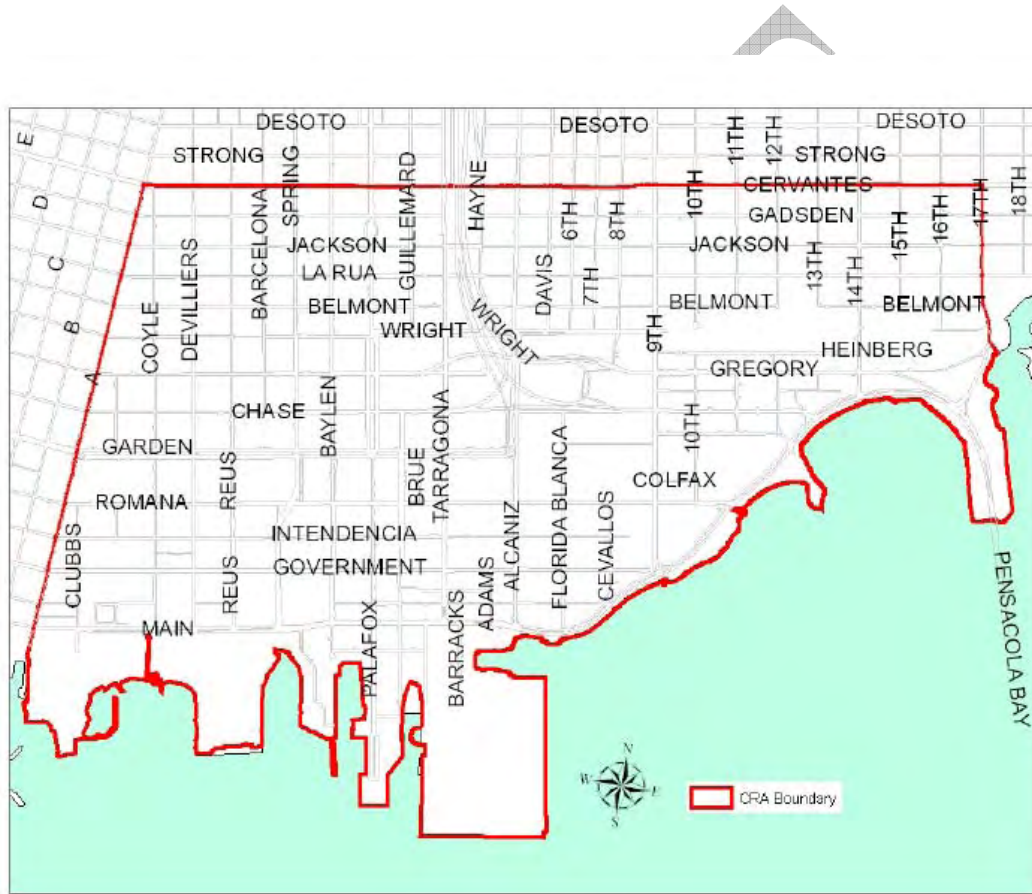 DESOTO
DESOTO
DESOTO
E
STRONG
SPRING
GUILLEMARD
HAYNE
11TH
12TH
STRONG
D
BARCELONA
10TH
CERVANTES
17TH
18TH
GADSDEN
6TH
8TH
15TH
16TH
C
DEVILLIERS
JACKSON
JACKSON
LA RUA
DAVIS
7TH
13TH
14TH
BELMONT
BELMONT
BELMONT
B
COYLE
WRIGHT
WRIGHT
9TH
HEINBERG
GREGORY
A
CHASE
BAYLEN
TARRAGONA
10TH
GARDEN
REUS
BRUE
FLORIDA BLANCA
COLFAX
ROMANA
INTENDENCIA
ALCANIZ
CEVALLOS
CLUBBS
GOVERNMENT
REUS
ADAMS
MAIN
PALAFOX
BARRACKS
PENSACOLA BAY
N
W
E
S
CRA Boundary